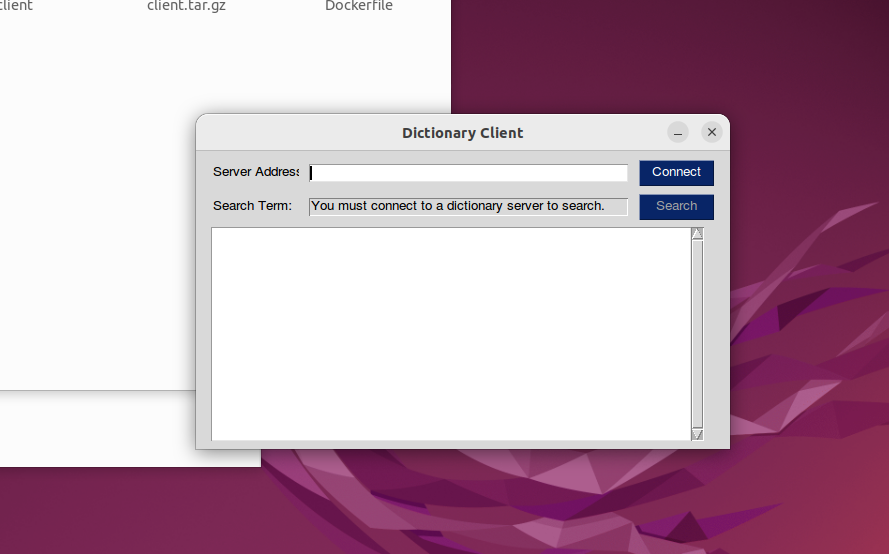 client
client.tar.gz
Dockerfile
Dictionary Client
Server Address
Connect
Search Term:
You must connect to a dictionary server to search.
Search